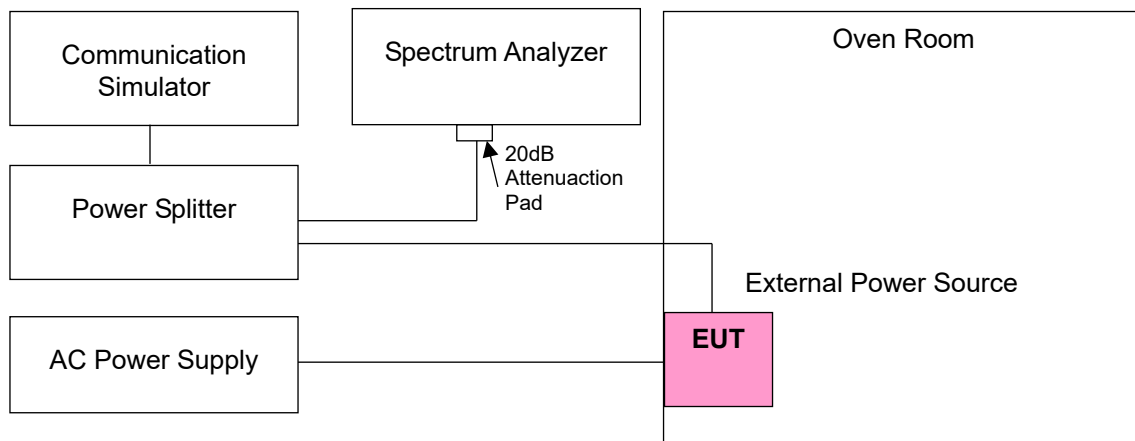 Communication
Simulator
Spectrum Analyzer
Oven Room
20dB
Attenuaction
Pad
Power Splitter
External Power Source
EUT
AC Power Supply